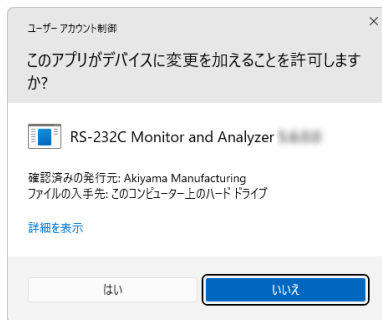 ユーザー アカウント制御
このアプリがデバイスに変更を加えることを許可します
か?
RS-232C Monitor and Analyzer
確認済みの発行元: Akiyama Manufacturing
ファイルの入手先: このコンピューター上のハード ドライブ
詳細を表示
はい
いいえ